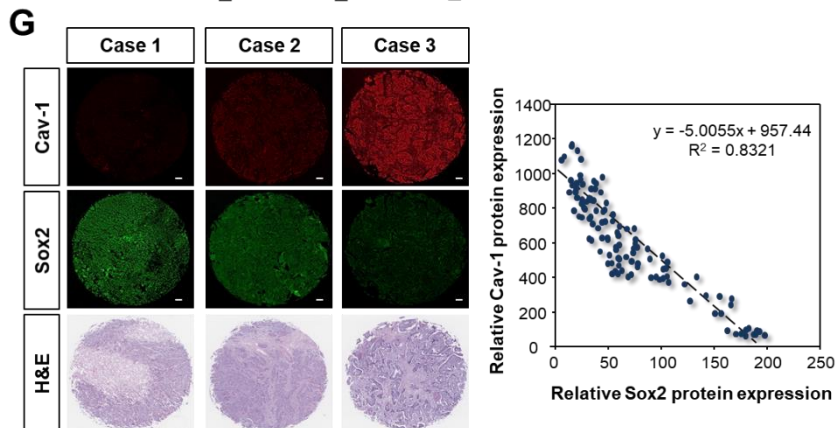 G
Case 1
Case 2
Case 3
Cav-1
Sox2
H&E
Relative Cav-1 protein expression
1400
1200
1000
800
600
400
200
0
y = -5.0055x + 957.44
R² = 0.8321
0
50
100
150
200
250
Relative Sox2 protein expression